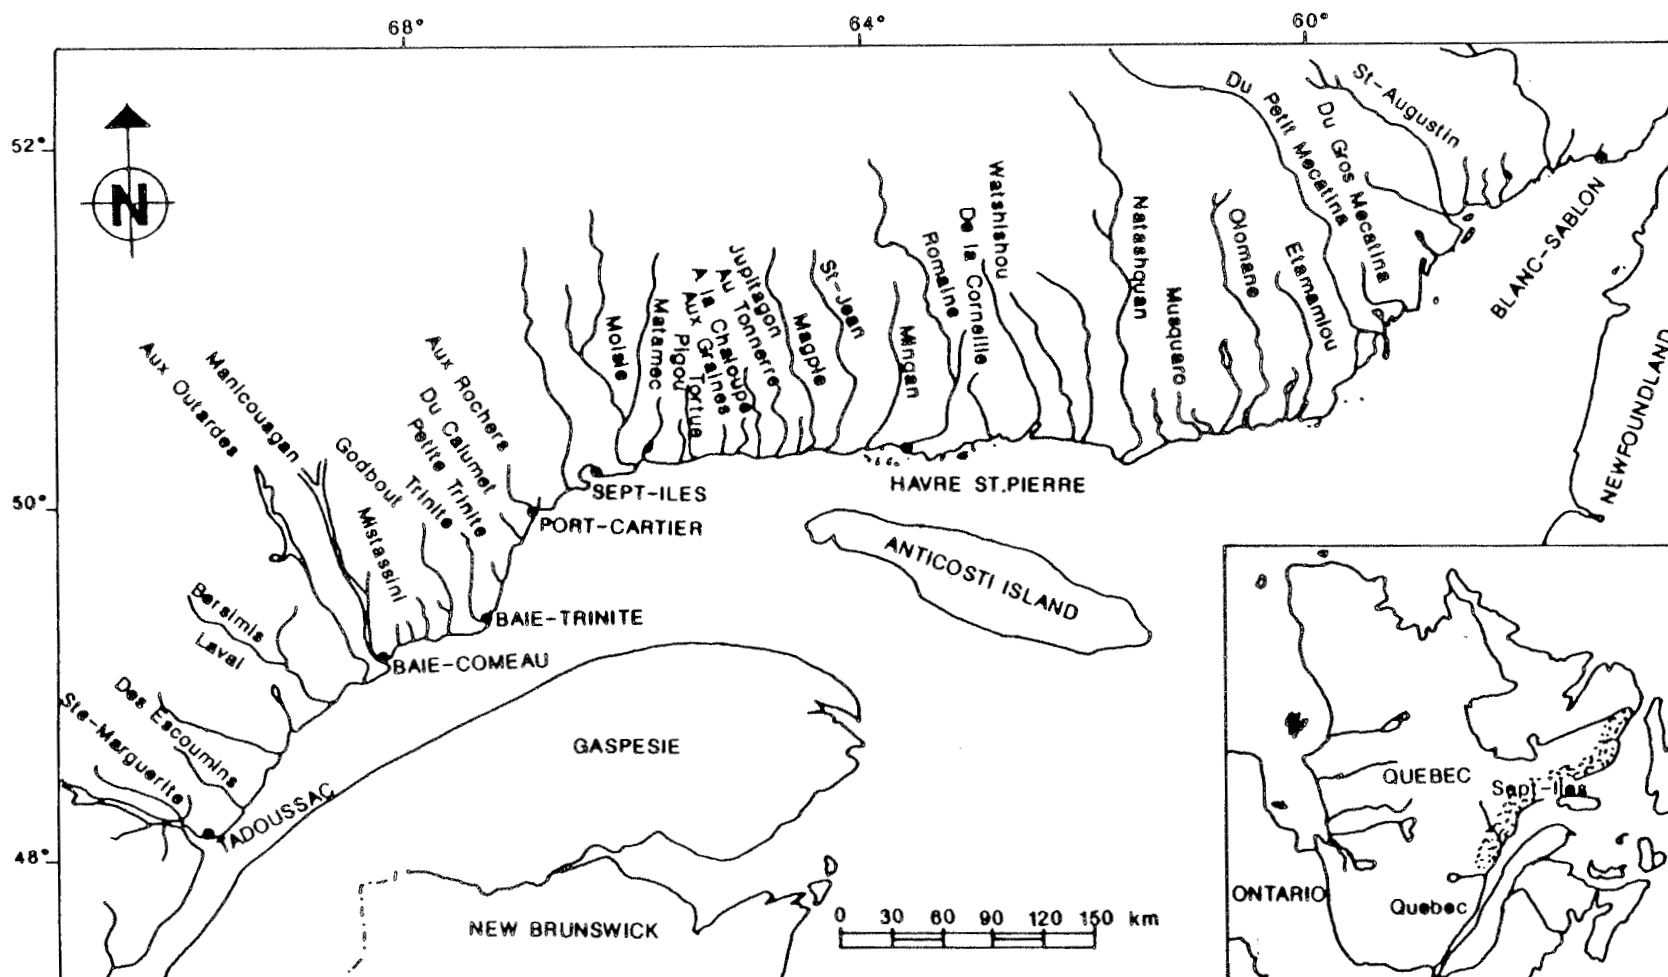 68°
64°
60°
52°
50°
48°
N
Ste-Marguerite
Des Escoumins
Laval
Bersimis
Aux Outardes
Manicouagan
Mistassini
Godbout
Trinite
Petite Trinite
Du Calumet
Aux Rochers
Moisie
Matamec
Pigou
Aux Tortue
A la Chaloupe
Graines
Au Tonnerre
Jupitagon
Magpie
St-Jean
Mingan
Romaine
De la Corneille
Watshishou
Natashquan
Musquaro
Olomane
Etamamiou
Du Petit Mecatina
Mecatina
Du Gros Mecatina
St-Augustin
BLANC-SABLON
NEWFOUNDLAND
HAVRE ST.PIERRE
SEPT-ILES
PORT-CARTIER
BAIE-TRINITE
BAIE-COMEAU
TADOUSSAC
ANTICOSTI ISLAND
GASPESIE
NEW BRUNSWICK
0 30 60 90 120 150 km
QUEBEC
Sept-Iles
ONTARIO
Quebec